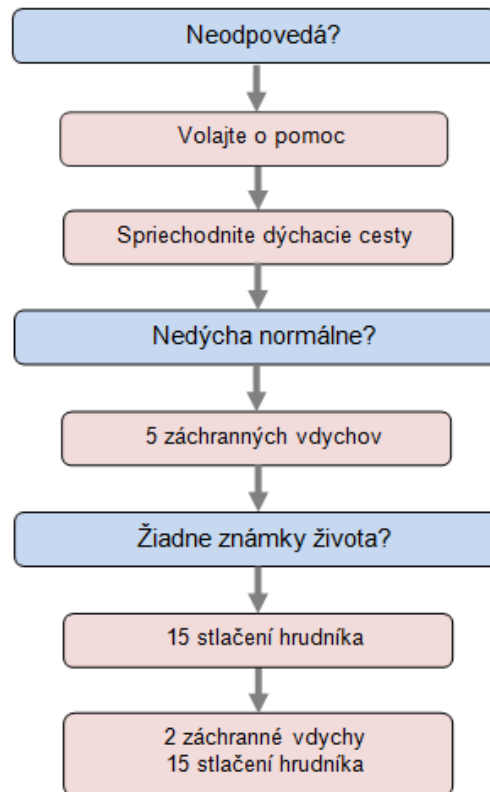 Neodpovedá?
Volajte o pomoc
Spriechodnite dýchacie cesty
Nedýcha normálne?
5 záchranných vdychov
Žiadne známky života?
15 stlačení hrudníka
2 záchranné vdychy
15 stlačení hrudníka